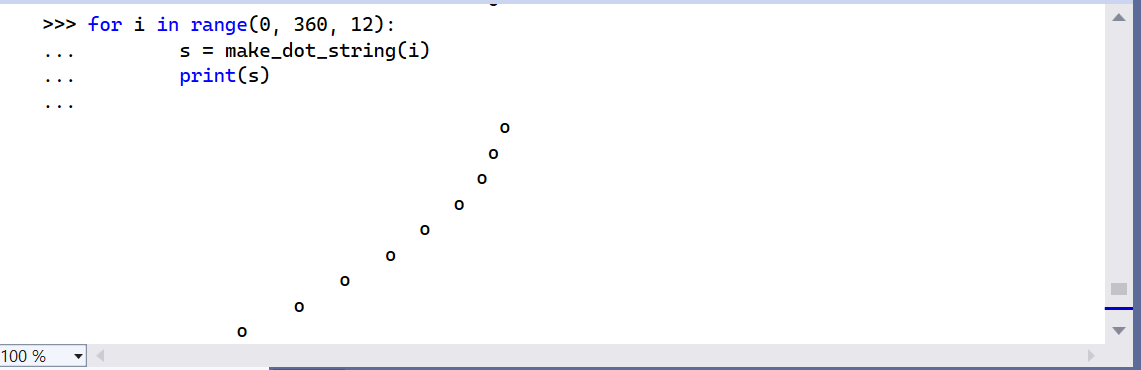 >>> for i in range(0, 360, 12):
...         s = make_dot_string(i)
...         print(s)
...
                                        o
                                       o
                                      o
                                    o
                                 o
                              o
                          o
                      o
                 o
100 %